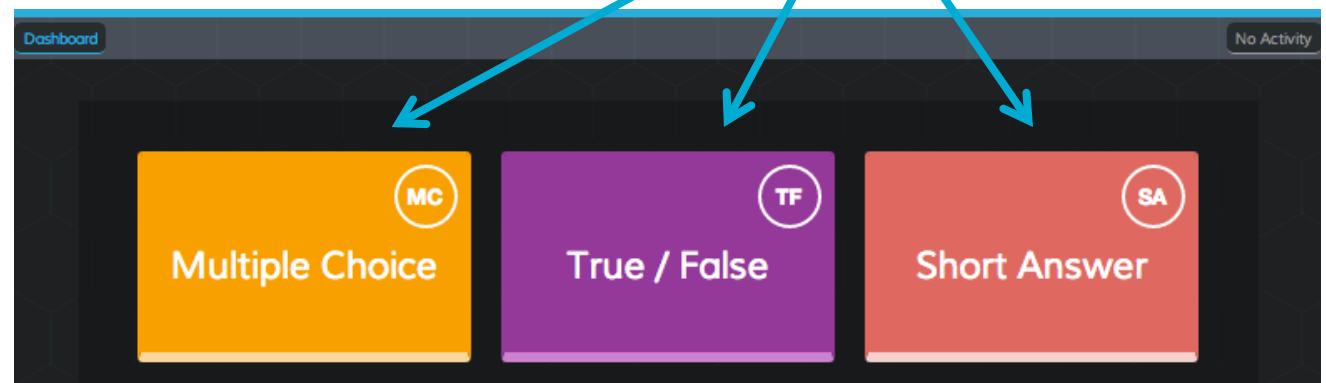 Dashboard
No Activity
MC
TF
SA
Multiple Choice
True / False
Short Answer